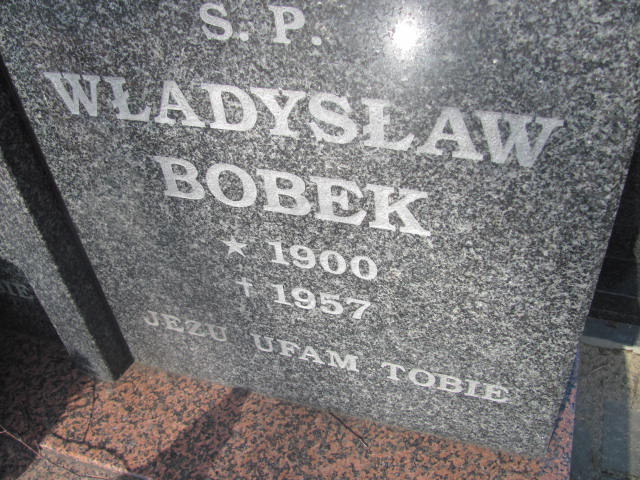 S. P.
WŁADYSŁAW
BOBEK
★ 1900
✝ 1957
JEZU UFAM TOBIE